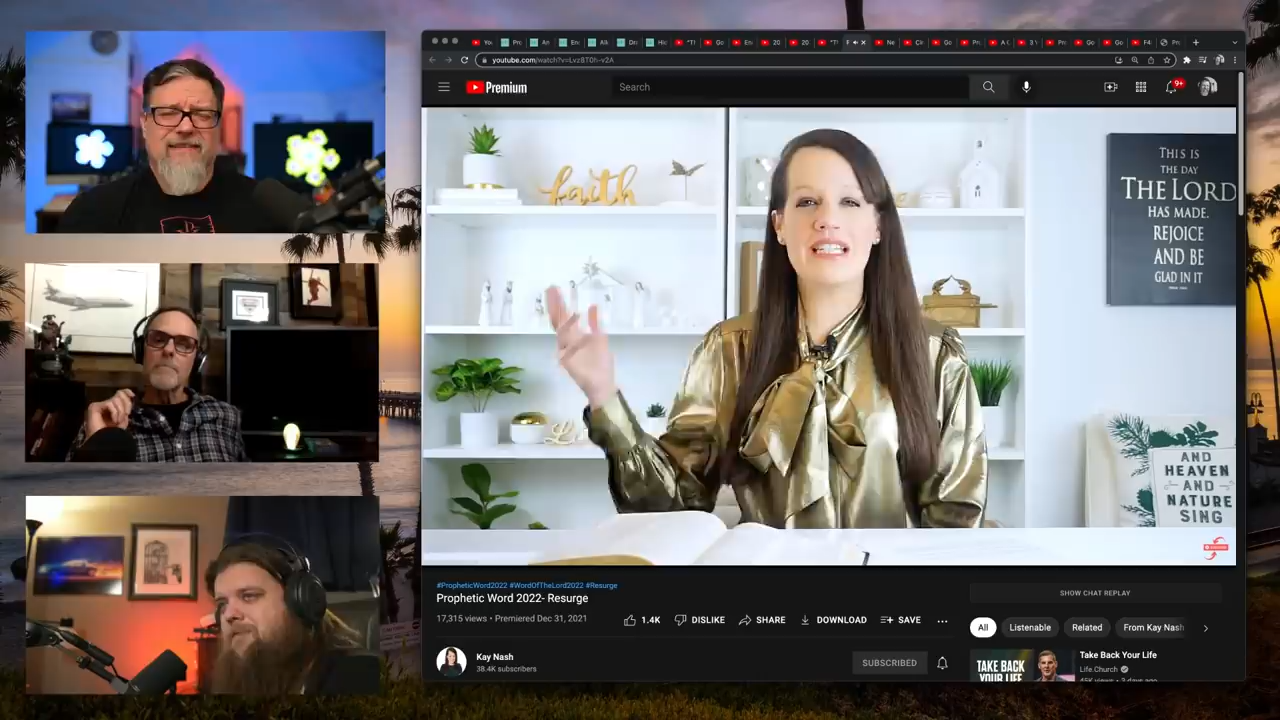 youtube.com/watch?v=Lvz8T0h-v2A
Premium
Search
9+
faith
THIS IS
THE DAY
THE LORD
HAS MADE.
REJOICE
AND BE
GLAD IN IT
AND
HEAVEN
AND
NATURE
SING
#PropheticWord2022 #WordOfTheLord2022 #Resurge
Prophetic Word 2022- Resurge
17,315 views • Premiered Dec 31, 2021
1.4K
DISLIKE
SHARE
DOWNLOAD
SAVE
Kay Nash
38.4K subscribers
SUBSCRIBED
SHOW CHAT REPLAY
All
Listenable
Related
From Kay Nash
TAKE BACK
YOUR LIFE
Take Back Your Life
Life.Church